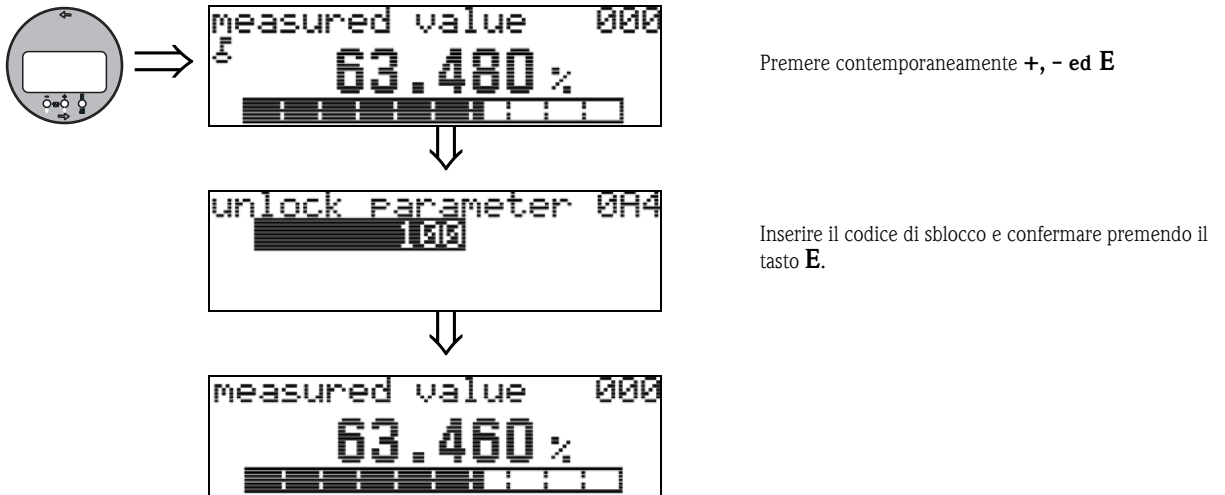 measured value 000
63.480 %
Premere contemporaneamente +, - ed E
unlock parameter 0A4
100
Inserire il codice di sblocco e confermare premendo il
tasto E.
measured value 000
63.460 %